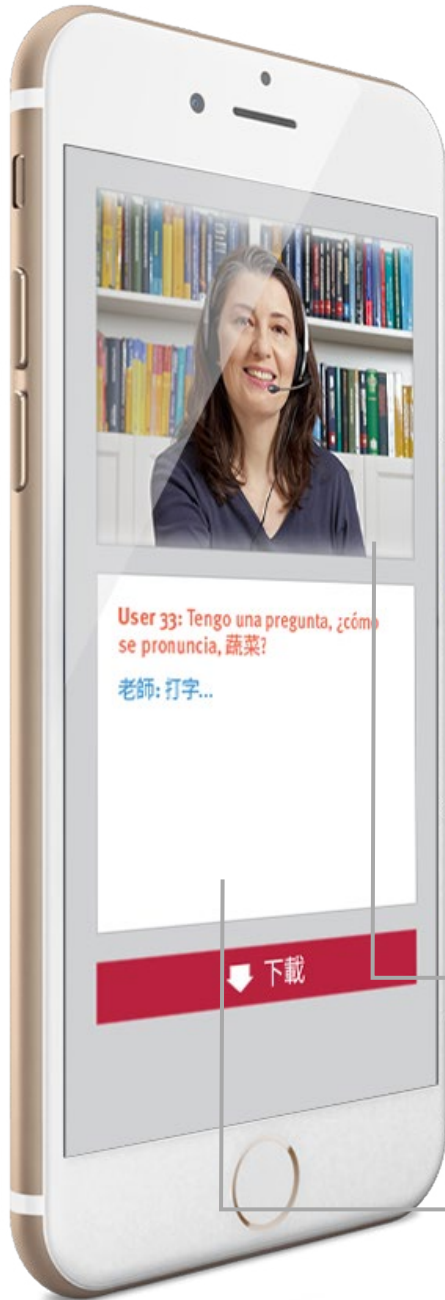 User 33: Tengo una pregunta, ¿cómo
se pronuncia, 蔬菜?
老師: 打字...
下載